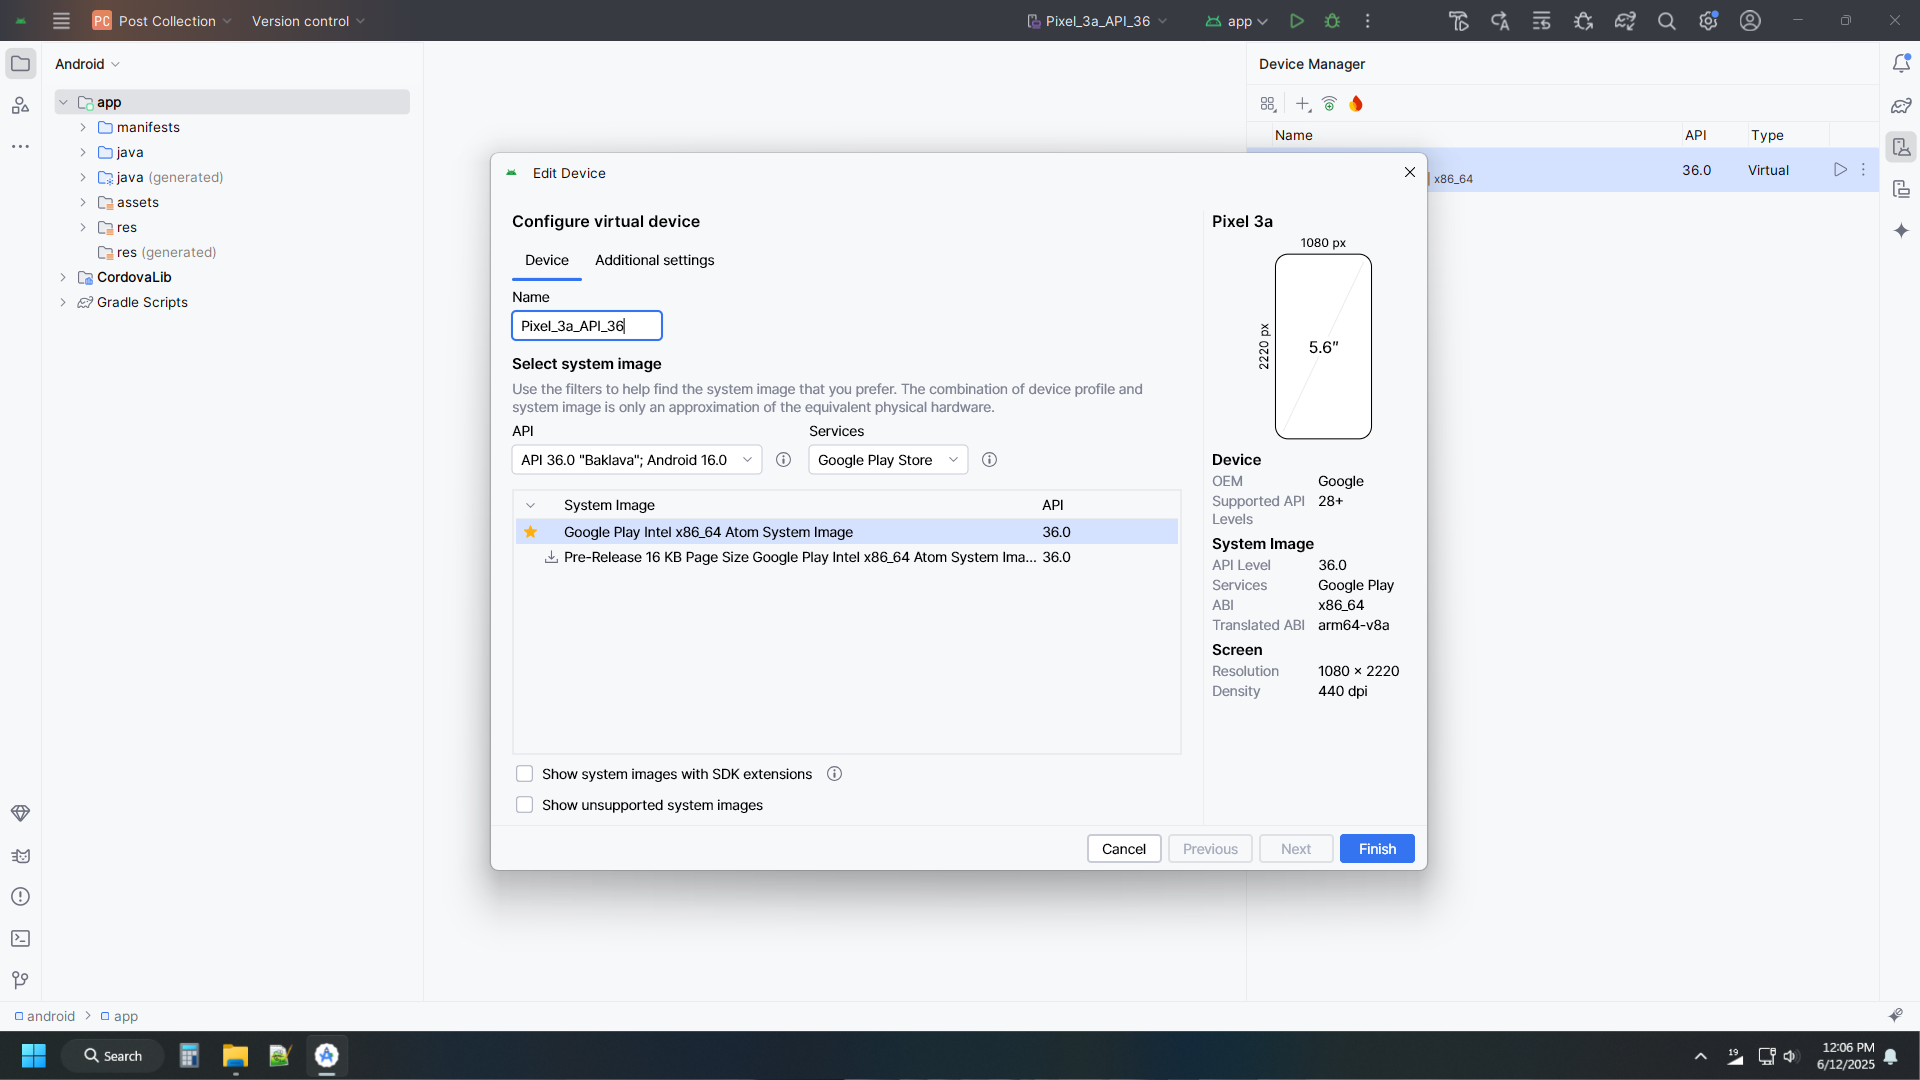 PC Post Collection
Version control
Pixel_3a_API_36
app
Android
app
manifests
java
java (generated)
assets
res
res (generated)
CordovaLib
Gradle Scripts
Device Manager
Name API Type
x86_64 36.0 Virtual
Edit Device
Configure virtual device
Device Additional settings
Name
Pixel_3a_API_36
Select system image
Use the filters to help find the system image that you prefer. The combination of device profile and
system image is only an approximation of the equivalent physical hardware.
API Services
API 36.0 "Baklava"; Android 16.0 Google Play Store
System Image API
Google Play Intel x86_64 Atom System Image 36.0
Pre-Release 16 KB Page Size Google Play Intel x86_64 Atom System Ima... 36.0
Show system images with SDK extensions
Show unsupported system images
Pixel 3a
1080 px
2220 px
5.6″
Device
OEM Google
Supported API 28+
Levels
System Image
API Level 36.0
Services Google Play
ABI x86_64
Translated ABI arm64-v8a
Screen
Resolution 1080 × 2220
Density 440 dpi
Cancel Previous Next Finish
android > app
Search
19
12:06 PM
6/12/2025